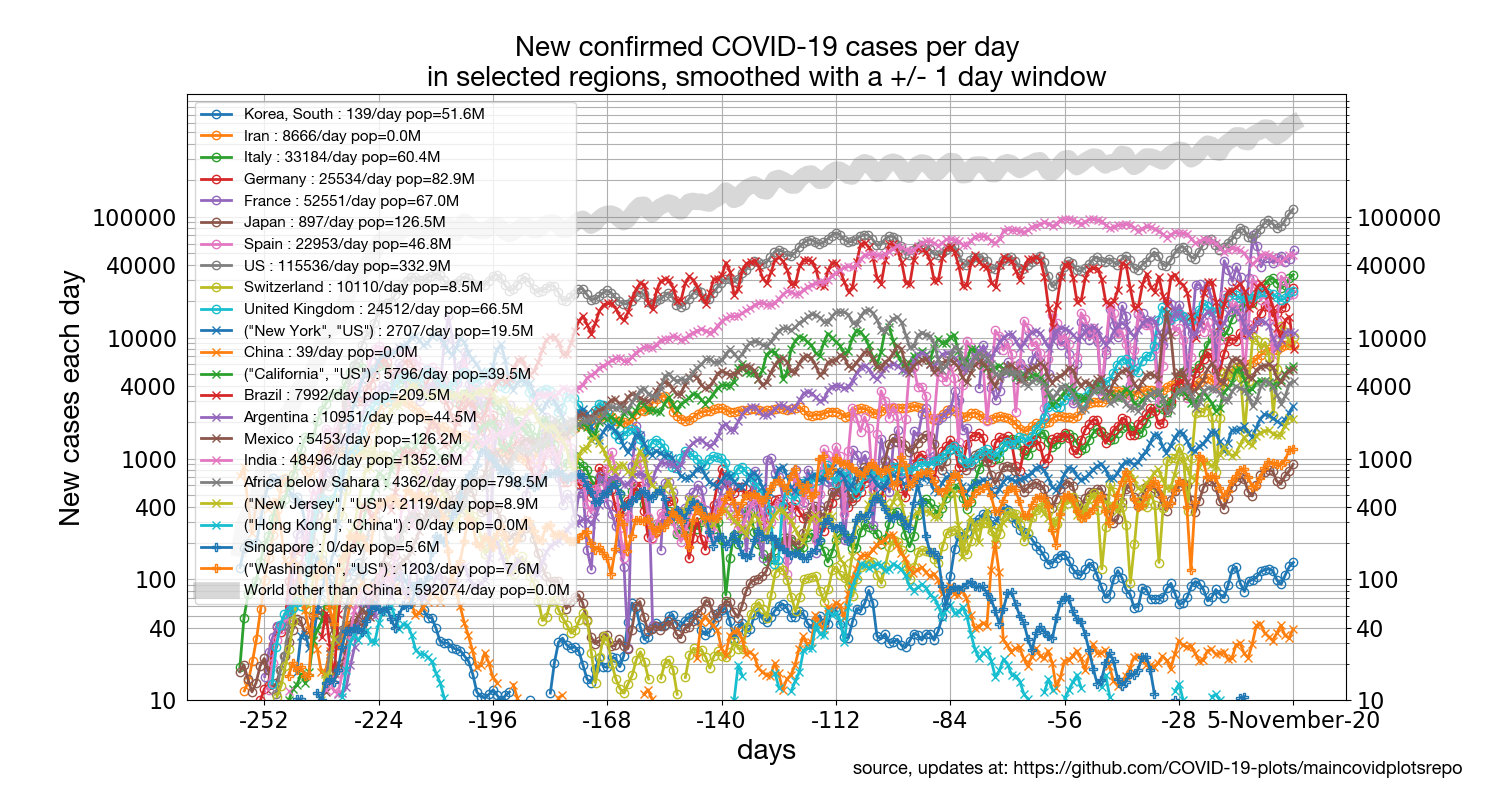 New confirmed COVID-19 cases per day
in selected regions, smoothed with a +/- 1 day window
Korea, South : 139/day pop=51.6M
Iran : 8666/day pop=0.0M
Italy : 33184/day pop=60.4M
Germany : 25534/day pop=82.9M
France : 52551/day pop=67.0M
Japan : 897/day pop=126.5M
Spain : 22953/day pop=46.8M
US : 115536/day pop=332.9M
Switzerland : 10110/day pop=8.5M
United Kingdom : 24512/day pop=66.5M
("New York", "US") : 2707/day pop=19.5M
China : 39/day pop=0.0M
("California", "US") : 5796/day pop=39.5M
Brazil : 7992/day pop=209.5M
Argentina : 10951/day pop=44.5M
Mexico : 5453/day pop=126.2M
India : 48496/day pop=1352.6M
Africa below Sahara : 4362/day pop=798.5M
("New Jersey", "US") : 2119/day pop=8.9M
("Hong Kong", "China") : 0/day pop=0.0M
Singapore : 0/day pop=5.6M
("Washington", "US") : 1203/day pop=7.6M
World other than China : 592074/day pop=0.0M
New cases each day
100000
40000
10000
4000
1000
400
100
40
10
100000
40000
10000
4000
1000
400
100
40
10
-252 -224 -196 -168 -140 -112 -84 -56 -28 5-November-20
days
source, updates at: https://github.com/COVID-19-plots/maincovidplotsrepo